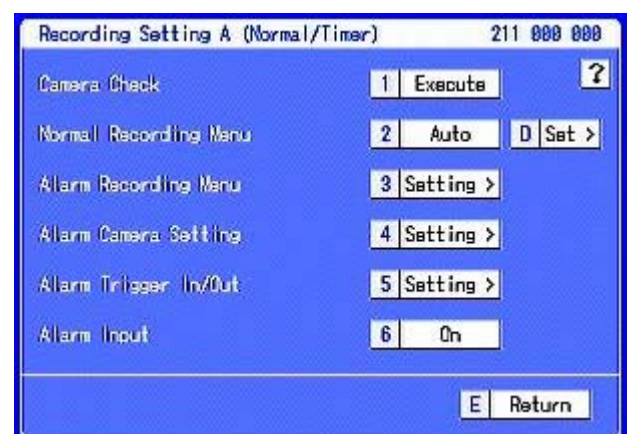 Recording Setting A (Normal/Timer) 211 000 000
?
Camera Check 1 Execute
Normal Recording Menu 2 Auto D Set >
Alarm Recording Menu 3 Setting >
Alarm Camera Setting 4 Setting >
Alarm Trigger In/Out 5 Setting >
Alarm Input 6 On
E Return